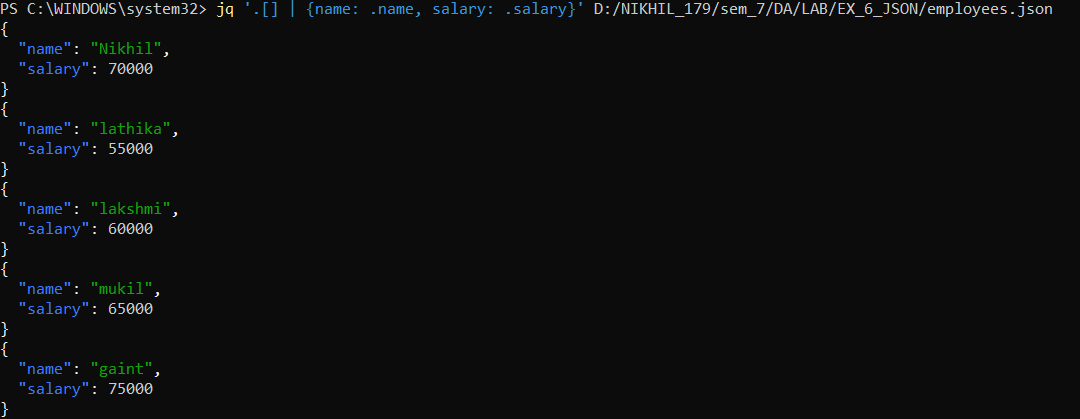 PS C:\WINDOWS\system32> jq '.[] | {name: .name, salary: .salary}' D:/NIKHIL_179/sem_7/DA/LAB/EX_6_JSON/employees.json
{
  "name": "Nikhil",
  "salary": 70000
}
{
  "name": "lathika",
  "salary": 55000
}
{
  "name": "lakshmi",
  "salary": 60000
}
{
  "name": "mukil",
  "salary": 65000
}
{
  "name": "gaint",
  "salary": 75000
}